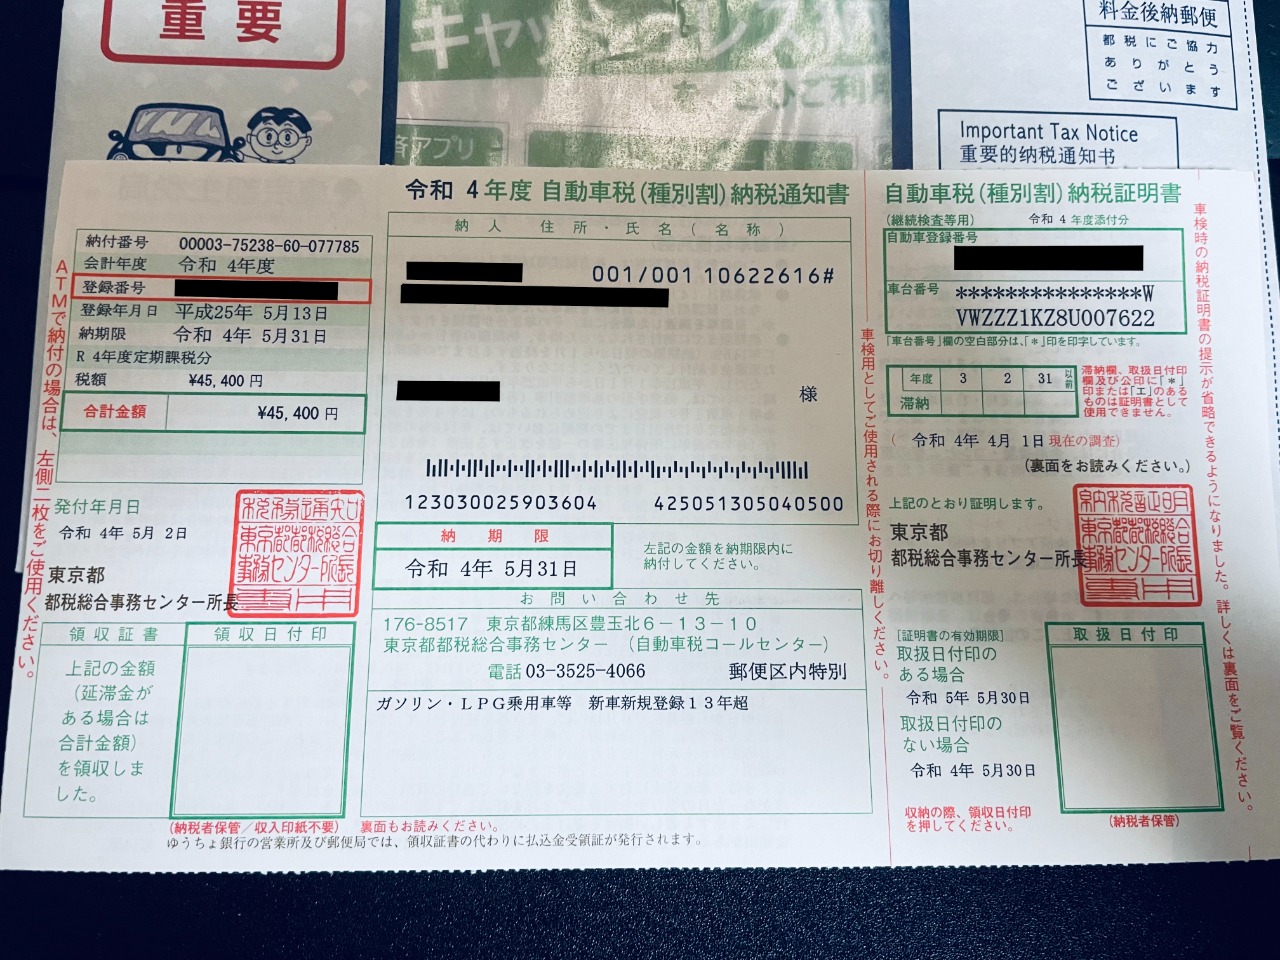 重要
キャッシュレス
済アプリ
料金後納郵便
都税にご協力
ありがとう
ございます
Important Tax Notice
重要的纳税通知书
令和 4年度 自動車税(種別割)納税通知書
納付番号 00003-75238-60-077785
会計年度 令和 4年度
登録番号
登録年月日 平成25年 5月13日
納期限 令和 4年 5月31日
R 4年度定期課税分
税額 ¥45,400 円
合計金額 ¥45,400 円
ATMで納付の場合は、左側二枚をご使用ください。
発付年月日
令和 4年 5月 2日
東京都
都税総合事務センター所長
税額通知書
東京都都税総合
事務センター所長
専用
領収証書
領収日付印
上記の金額
(延滞金が
ある場合は
合計金額)
を領収しま
した。
(納税者保管/収入印紙不要)
納人 住所・氏名(名称)
001/001 10622616#
様
123030025903604 425051305040500
納期限
令和 4年 5月31日
左記の金額を納期限内に
納付してください。
お問い合わせ先
176-8517 東京都練馬区豊玉北6-13-10
東京都都税総合事務センター (自動車税コールセンター)
電話 03-3525-4066 郵便区内特別
ガソリン・LPG乗用車等 新車新規登録13年超
裏面もお読みください。
ゆうちょ銀行の営業所及び郵便局では、領収証書の代わりに払込金受領証が発行されます。
車検用としてご使用される際にお切り離しください。
自動車税(種別割)納税証明書
(継続検査等用) 令和 4年度添付分
自動車登録番号
車台番号 **************W
VWZZZ1KZ8U007622
「車台番号」欄の空白部分は、「*」印を印字しています。
年度 3 2 31 以前
滞納
滞納欄、取扱日付印
欄及び公印に「*」
印または「エ」のある
ものは証明書として
使用できません。
( 令和 4年 4月 1日 現在の調査)
(裏面をお読みください。)
上記のとおり証明します。
東京都
都税総合事務センター所長
納税証明
東京都都税総合
事務センター所長
専用
[証明書の有効期限]
取扱日付印の
ある場合
令和 5年 5月30日
取扱日付印の
ない場合
令和 4年 5月30日
収納の際、領収日付印
を押してください。
取扱日付印
(納税者保管)
車検時の納税証明書の提示が省略できるようになりました。詳しくは裏面をご覧ください。